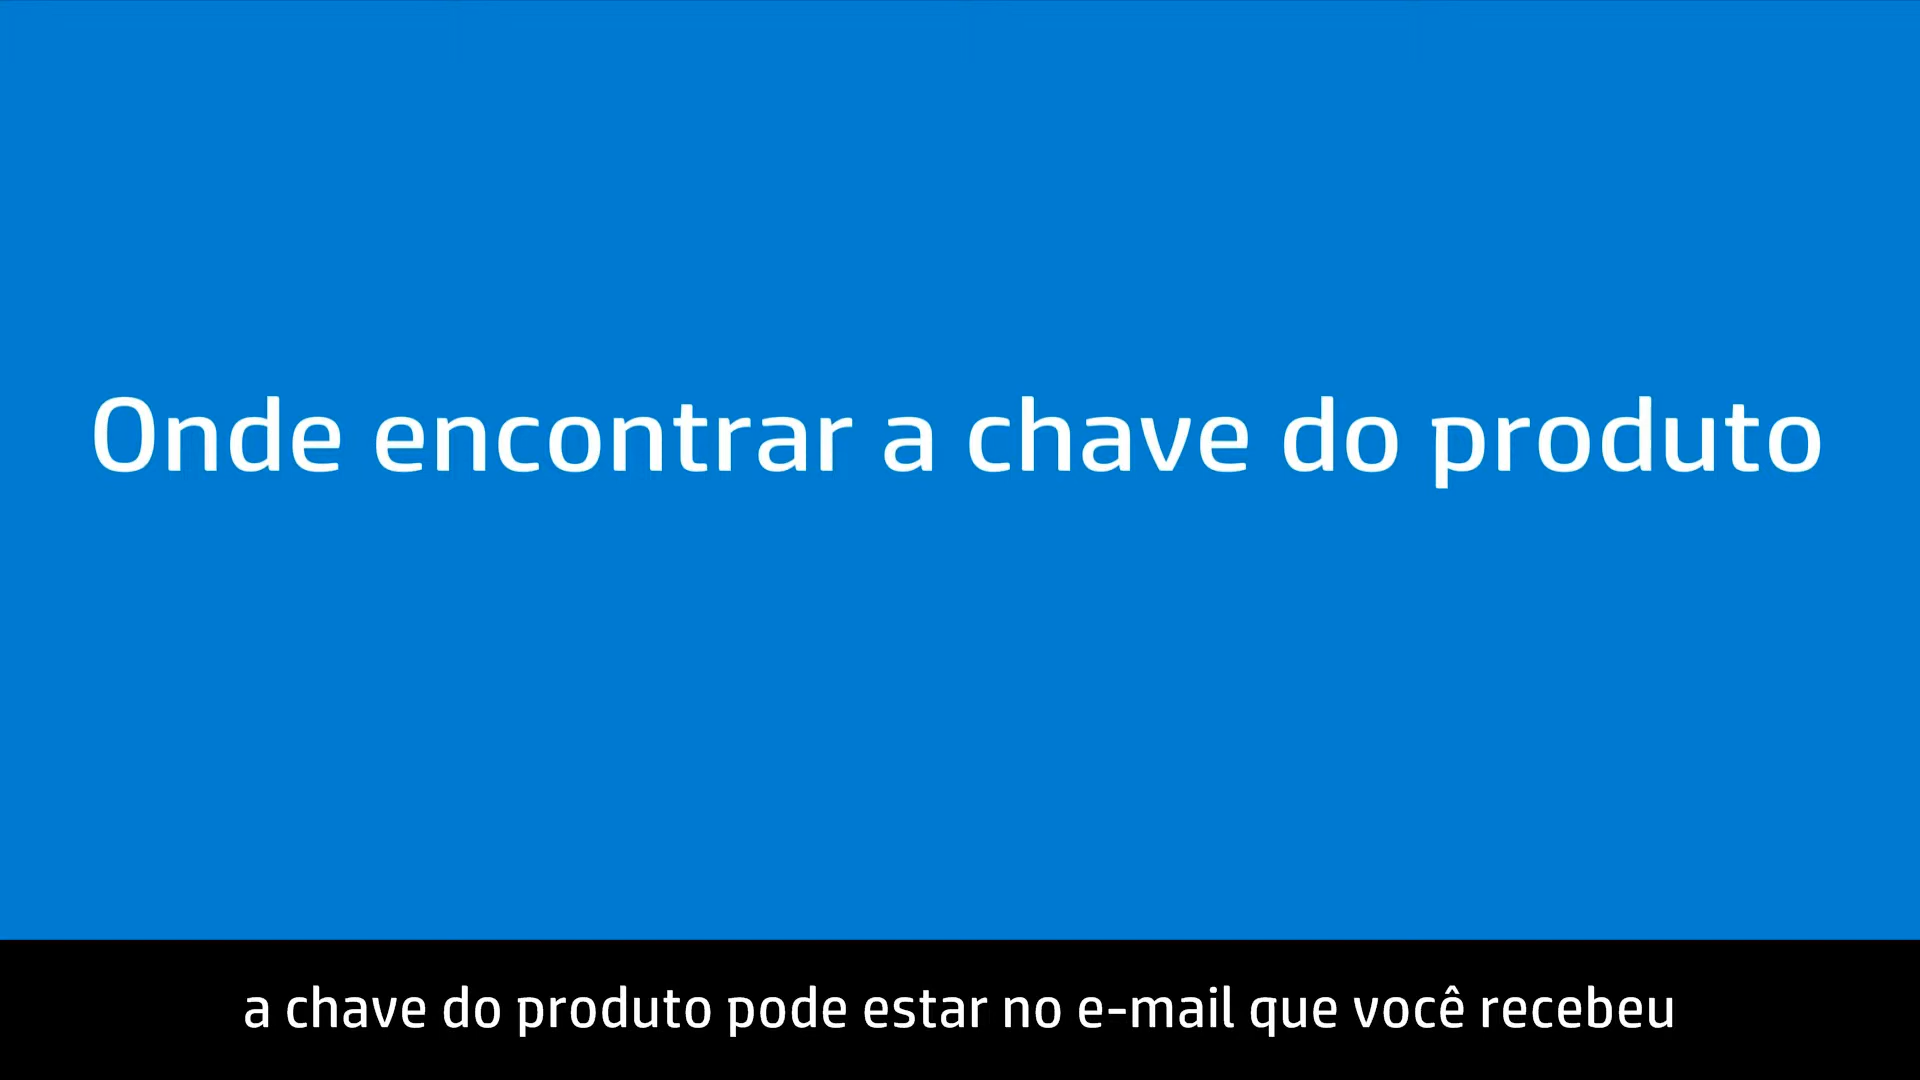 Onde encontrar a chave do produto
a chave do produto pode estar no e-mail que você recebeu